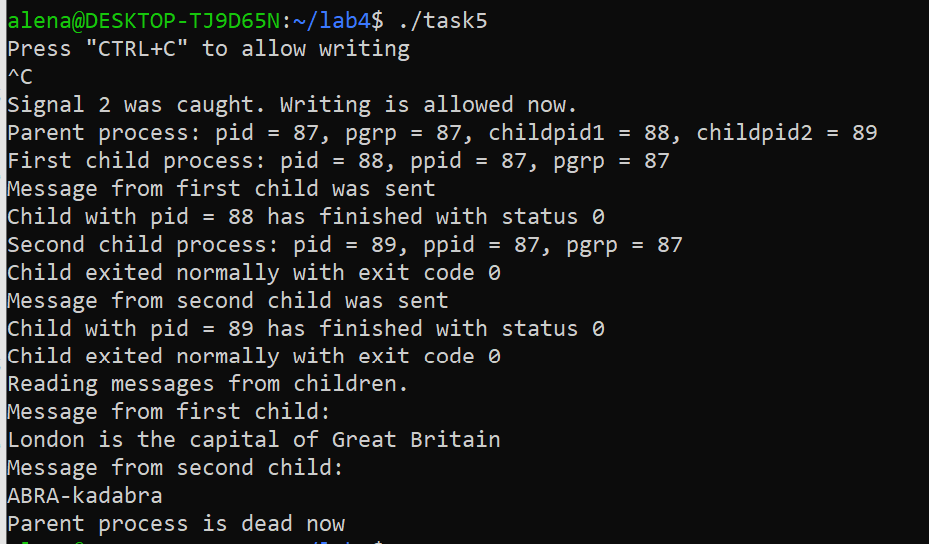 alena@DESKTOP-TJ9D65N:~/lab4$ ./task5
Press "CTRL+C" to allow writing
^C
Signal 2 was caught. Writing is allowed now.
Parent process: pid = 87, pgrp = 87, childpid1 = 88, childpid2 = 89
First child process: pid = 88, ppid = 87, pgrp = 87
Message from first child was sent
Child with pid = 88 has finished with status 0
Second child process: pid = 89, ppid = 87, pgrp = 87
Child exited normally with exit code 0
Message from second child was sent
Child with pid = 89 has finished with status 0
Child exited normally with exit code 0
Reading messages from children.
Message from first child:
London is the capital of Great Britain
Message from second child:
ABRA-kadabra
Parent process is dead now